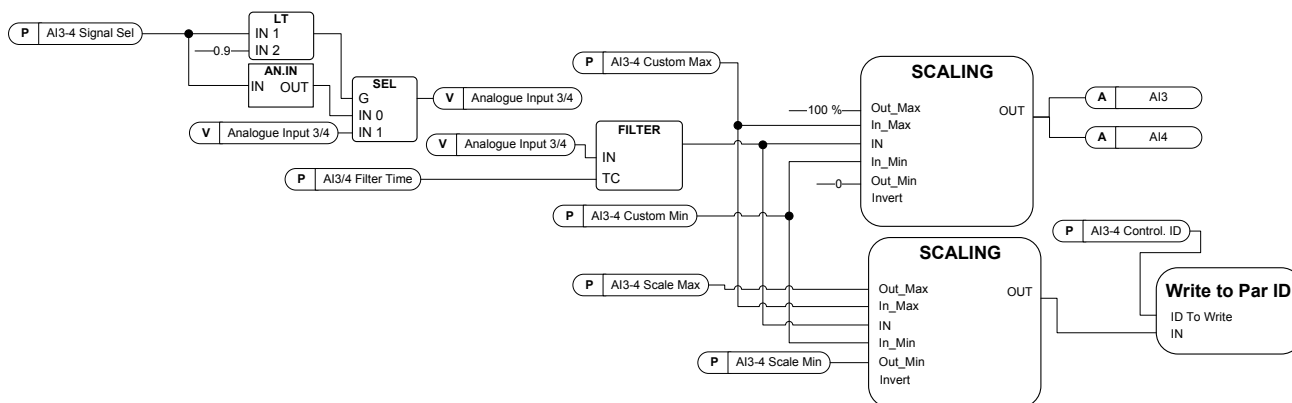 LT
IN 1
IN 2
P AI3-4 Signal Sel
0.9
AN.IN
IN OUT
SEL
G
IN 0
IN 1
V Analogue Input 3/4
V Analogue Input 3/4
V Analogue Input 3/4
P AI3/4 Filter Time
FILTER
IN
TC
P AI3-4 Custom Max
P AI3-4 Custom Min
SCALING
100 %
Out_Max
In_Max
IN
In_Min
0
Out_Min
Invert
OUT
A AI3
A AI4
P AI3-4 Scale Max
P AI3-4 Scale Min
SCALING
Out_Max
In_Max
IN
In_Min
Out_Min
Invert
OUT
P AI3-4 Control. ID
Write to Par ID
ID To Write
IN